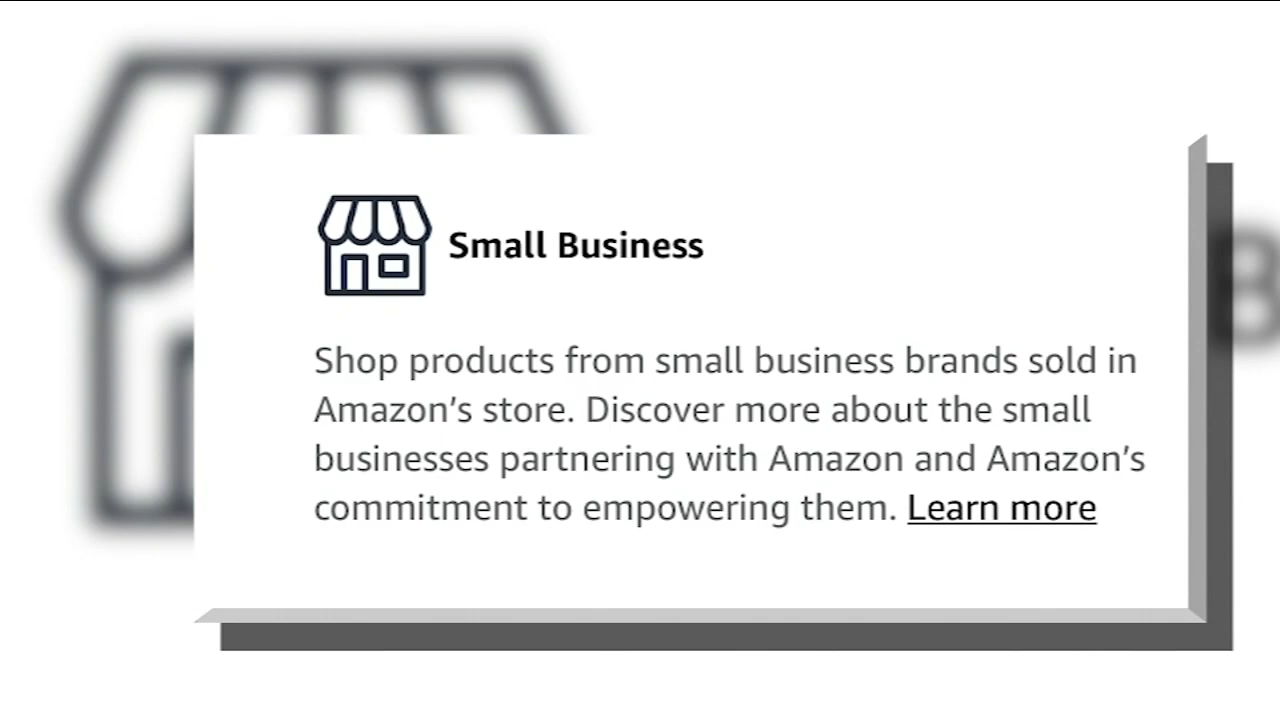 Small Business
Shop products from small business brands sold in
Amazon’s store. Discover more about the small
businesses partnering with Amazon and Amazon’s
commitment to empowering them. Learn more